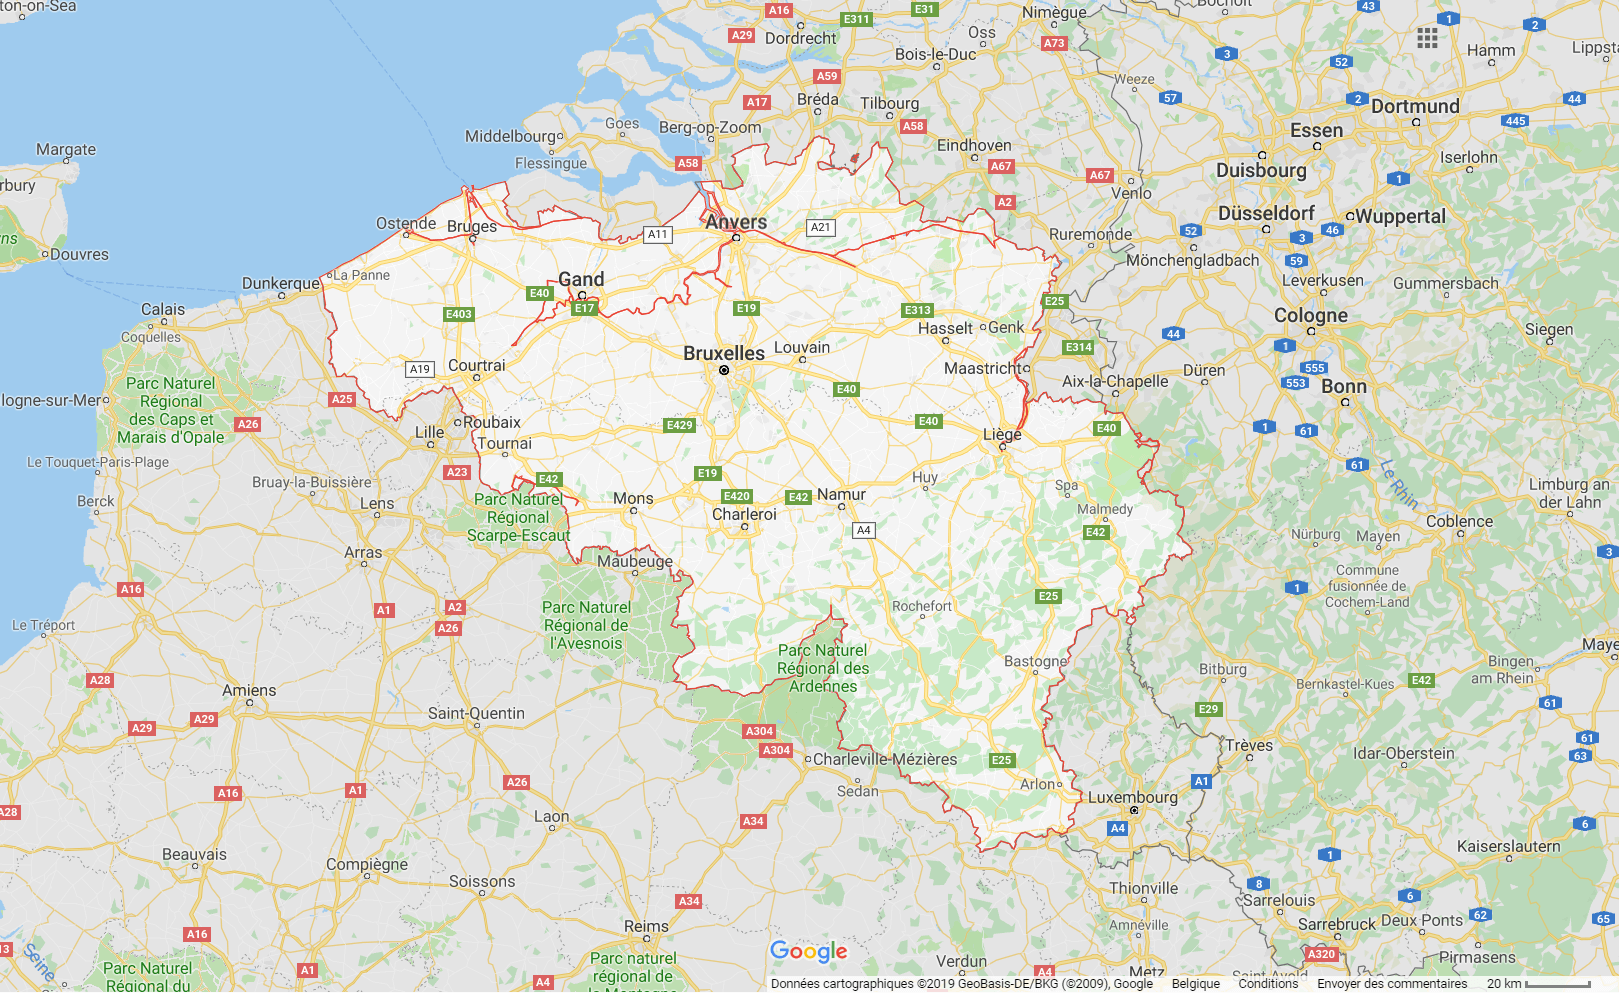 A16
E31
Bocholt
43
1
2
Nimègue
E311
A29
Dordrecht
Oss
A73
Bois-le-Duc
3
52
Hamm
A59
Weeze
57
2
44
Dortmund
A17
Bréda
Tilbourg
Middelbourg
Goes
Berg-op-Zoom
A58
Eindhoven
Essen
445
Margate
Flessingue
A58
A67
A67
Duisbourg
Iserlohn
1
Venlo
A2
Düsseldorf
Wuppertal
Ostende
Bruges
A11
Anvers
A21
52
46
3
Ruremonde
Douvres
59
Mönchengladbach
La Panne
Dunkerque
Gand
Leverkusen
Gummersbach
E40
E17
E19
E313
E25
Calais
E403
Cologne
Coquelles
Hasselt
Genk
44
Siegen
1
Bruxelles
Louvain
E314
555
A19
Courtrai
Maastricht
Düren
Parc Naturel
Régional
des Caps et
Marais d'Opale
Aix-la-Chapelle
553
Bonn
E40
A25
A26
Roubaix
E429
E40
E40
1
61
Lille
Tournai
Liège
Le Touquet-Paris-Plage
A23
E19
61
Le Rhin
Bruay-la-Buissière
E42
Huy
Spa
Limburg an
der Lahn
Berck
Lens
Parc Naturel
Régional
Scarpe-Escaut
Mons
E420
E42
Namur
Charleroi
Malmedy
Coblence
A4
E42
Nürburg
Mayen
Arras
Maubeuge
3
Commune
fusionnée de
Cochem-Land
A16
1
A1
A2
Parc Naturel
Régional de
l'Avesnois
Rochefort
E25
A26
Le Tréport
Parc Naturel
Régional des
Ardennes
Bastogne
Bitburg
Bingen
am Rhein
Bernkastel-Kues
E42
A28
Amiens
61
A29
A29
Saint-Quentin
E29
A304
A304
Trèves
61
63
Idar-Oberstein
Charleville-Mézières
E25
A26
A1
A16
A1
Sedan
Arlon
Luxembourg
A28
A34
A4
6
Laon
Beauvais
Compiègne
1
Kaiserslautern
Soissons
8
Thionville
6
A34
Sarrelouis
62
65
Amnéville
Sarrebruck
Deux Ponts
Reims
A16
Google
A320
Pirmasens
Seine
Parc Naturel
Régional du
A1
A4
Parc naturel
régional de
la Montagne
Verdun
A4
Metz
Saint-Avold
Données cartographiques ©2019 GeoBasis-DE/BKG (©2009), Google Belgique Conditions Envoyer des commentaires 20 km